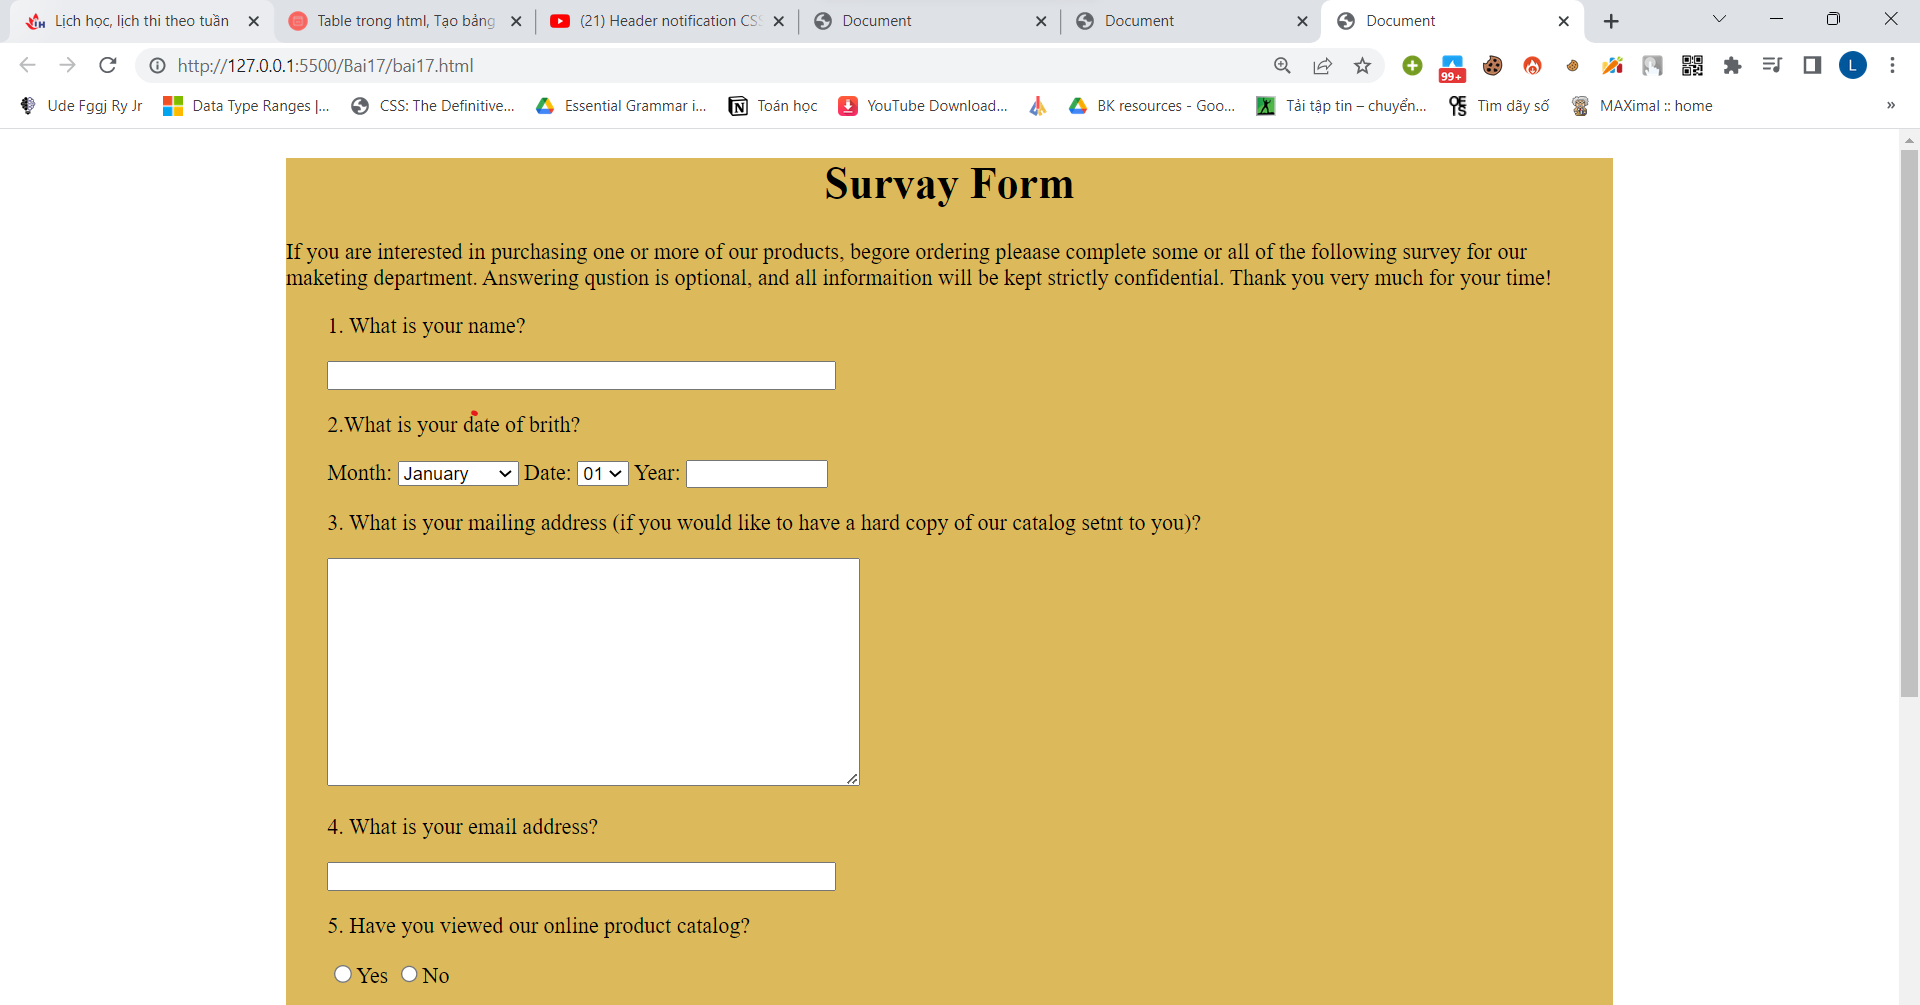 Lịch học, lịch thi theo tuần
Table trong html, Tạo bảng
(21) Header notification CSS
Document
Document
Document
http://127.0.0.1:5500/Bai17/bai17.html
99+
L
Ude Fggj Ry Jr
Data Type Ranges |...
CSS: The Definitive...
Essential Grammar i...
Toán học
YouTube Download...
BK resources - Goo...
Tải tập tin – chuyển...
Tìm dãy số
MAXimal :: home
»
Survay Form
If you are interested in purchasing one or more of our products, begore ordering pleaase complete some or all of the following survey for our
maketing department. Answering qustion is optional, and all informaition will be kept strictly confidential. Thank you very much for your time!
1. What is your name?
2.What is your date of brith?
Month: January Date: 01 Year:
3. What is your mailing address (if you would like to have a hard copy of our catalog setnt to you)?
4. What is your email address?
5. Have you viewed our online product catalog?
Yes No